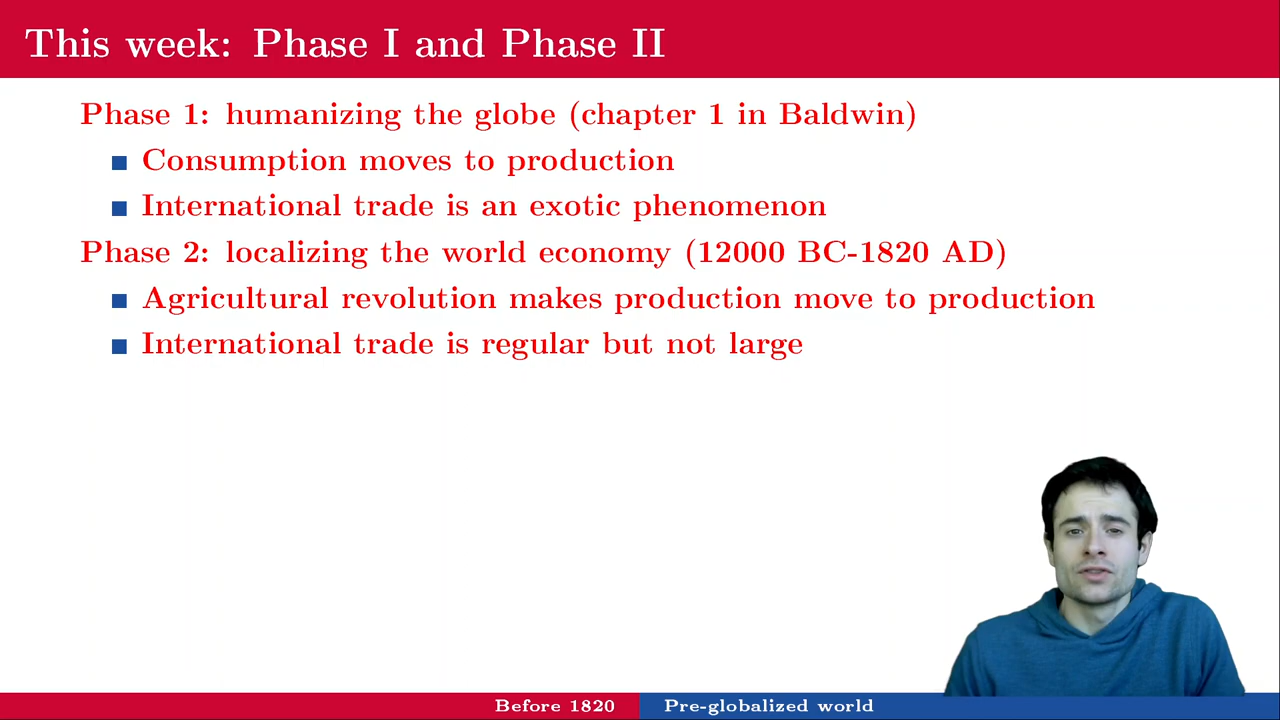 This week: Phase I and Phase II
Phase 1: humanizing the globe (chapter 1 in Baldwin)
Consumption moves to production
International trade is an exotic phenomenon
Phase 2: localizing the world economy (12000 BC-1820 AD)
Agricultural revolution makes production move to production
International trade is regular but not large
Before 1820
Pre-globalized world